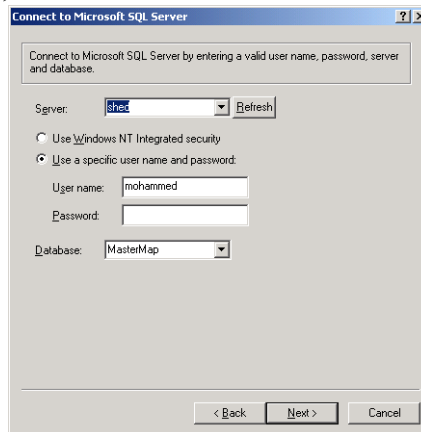 Connect to Microsoft SQL Server
Connect to Microsoft SQL Server by entering a valid user name, password, server
and database.
Server: shed Refresh
Use Windows NT Integrated security
Use a specific user name and password:
User name: mohammed
Password:
Database: MasterMap
< Back Next > Cancel